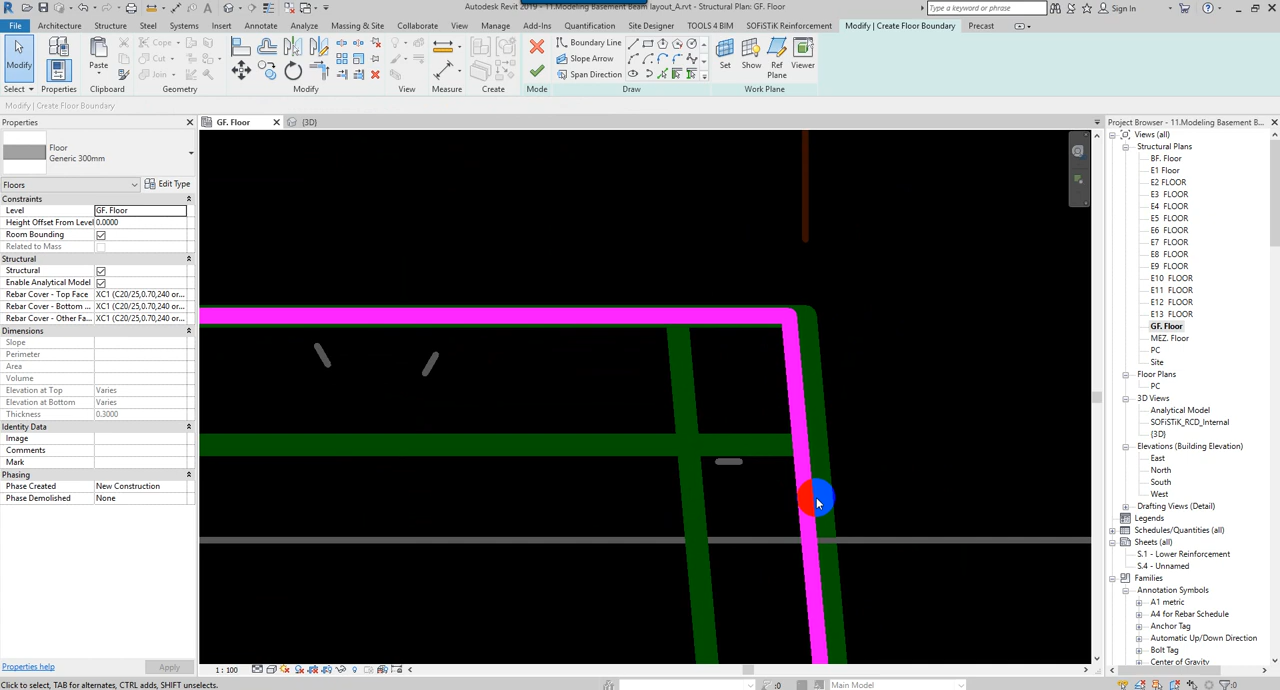 Autodesk Revit 2019 - 11.Modeling Basement Beam layout_A.rvt - Structural Plan: GF. Floor
Type a keyword or phrase
Sign In
File
Architecture
Structure
Steel
Systems
Insert
Annotate
Analyze
Massing & Site
Collaborate
View
Manage
Add-Ins
Quantification
Site Designer
TOOLS 4 BIM
SOFiSTiK Reinforcement
Modify | Create Floor Boundary
Precast
Modify
Paste
Cope
Cut
Join
Boundary Line
Slope Arrow
Span Direction
Set
Show
Ref Plane
Viewer
Select
Properties
Clipboard
Geometry
Modify
View
Measure
Create
Mode
Draw
Work Plane
Modify | Create Floor Boundary
Properties
Floor
Generic 300mm
Floors
Edit Type
Constraints
Level GF. Floor
Height Offset From Level 0.0000
Room Bounding
Related to Mass
Structural
Structural
Enable Analytical Model
Rebar Cover - Top Face XC1 (C20/25,0.70,240 or...
Rebar Cover - Bottom ... XC1 (C20/25,0.70,240 or...
Rebar Cover - Other Fa... XC1 (C20/25,0.70,240 or...
Dimensions
Slope
Perimeter
Area
Volume
Elevation at Top Varies
Elevation at Bottom Varies
Thickness 0.3000
Identity Data
Image
Comments
Mark
Phasing
Phase Created New Construction
Phase Demolished None
Properties help
Apply
GF. Floor
{3D}
1 : 100
Project Browser - 11.Modeling Basement B...
Views (all)
Structural Plans
BF. Floor
E1 Floor
E2 FLOOR
E3 FLOOR
E4 FLOOR
E5 FLOOR
E6 FLOOR
E7 FLOOR
E8 FLOOR
E9 FLOOR
E10 FLOOR
E11 FLOOR
E12 FLOOR
E13 FLOOR
GF. Floor
MEZ. Floor
PC
Site
Floor Plans
PC
3D Views
Analytical Model
SOFiSTiK_RCD_Internal
{3D}
Elevations (Building Elevation)
East
North
South
West
Drafting Views (Detail)
Legends
Schedules/Quantities (all)
Sheets (all)
S.1 - Lower Reinforcement
S.4 - Unnamed
Families
Annotation Symbols
A1 metric
A4 for Rebar Schedule
Anchor Tag
Automatic Up/Down Direction
Bolt Tag
Center of Gravity
Click to select, TAB for alternates, CTRL adds, SHIFT unselects.
:0
Main Model
:0